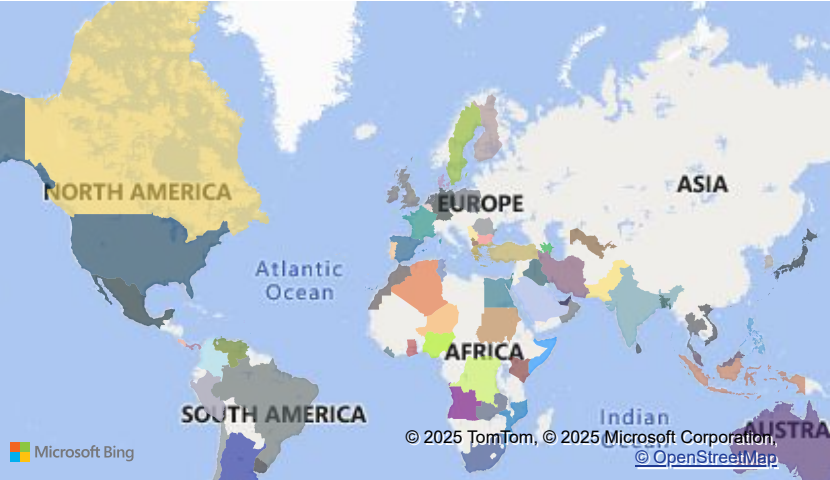 NORTH AMERICA
ASIA
EUROPE
Atlantic
Ocean
AFRICA
SOUTH AMERICA
Indian
AUSTRA
© 2025 TomTom, © 2025 Microsoft Corporation,
© OpenStreetMap
Microsoft Bing